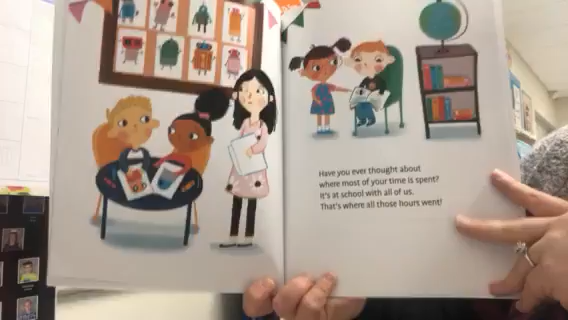 Have you ever thought about
where most of your time is spent?
It's at school with all of us.
That's where all those hours went!